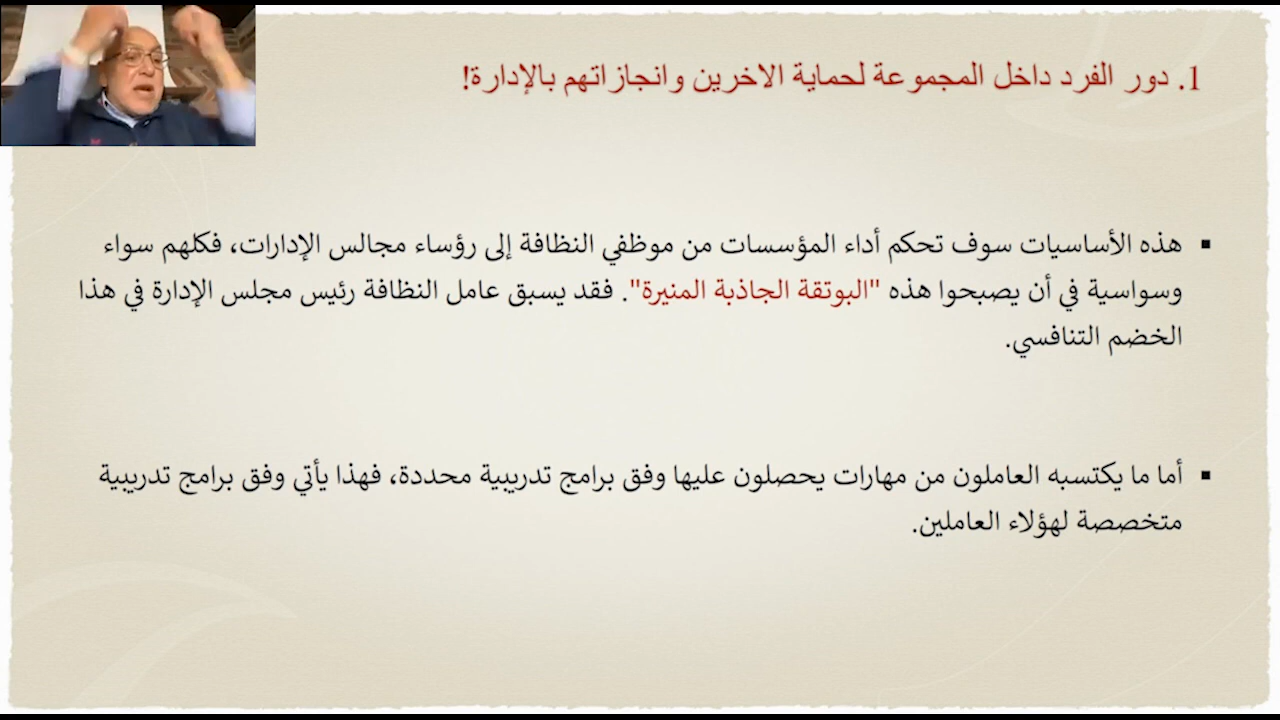 1. دور الفرد داخل المجموعة لحماية الاخرين وانجازاتهم بالإدارة!
▪ هذه الأساسيات سوف تحكم أداء المؤسسات من موظفي النظافة إلى رؤساء مجالس الإدارات، فكلهم سواء
وسواسية في أن يصبحوا هذه "البوتقة الجاذبة المنيرة". فقد يسبق عامل النظافة رئيس مجلس الإدارة في هذا
الخضم التنافسي.
▪ أما ما يكتسبه العاملون من مهارات يحصلون عليها وفق برامج تدريبية محددة، فهذا يأتي وفق برامج تدريبية
متخصصة لهؤلاء العاملين.